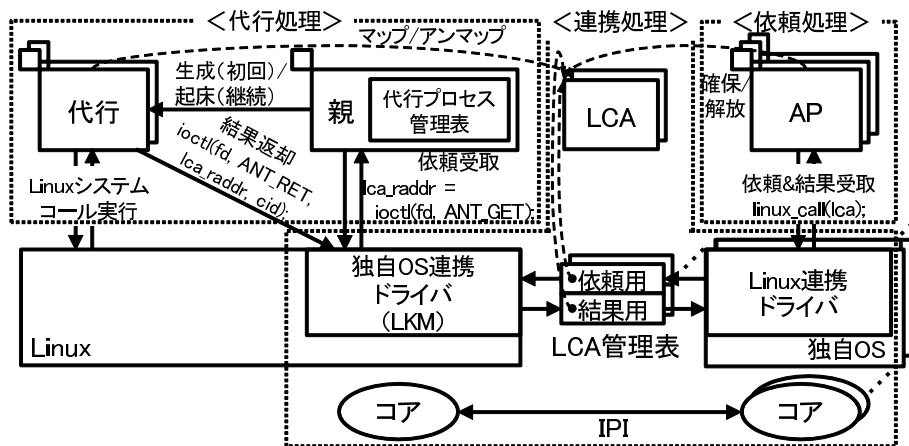 ＜代行処理＞
＜連携処理＞
＜依頼処理＞
マップ/アンマップ
生成(初回)/
起床(継続)
代行
親
代行プロセス
管理表
LCA
確保/
解放
AP
結果返却
ioctl(fd, ANT_RET,
lca_raddr, cid);
依頼受取
lca_raddr =
ioctl(fd, ANT_GET);
Linuxシステム
コール実行
依頼&結果受取
linux_call(lca);
独自OS連携
ドライバ
(LKM)
依頼用
結果用
Linux連携
ドライバ
Linux
LCA管理表
独自OS
コア
IPI
コア